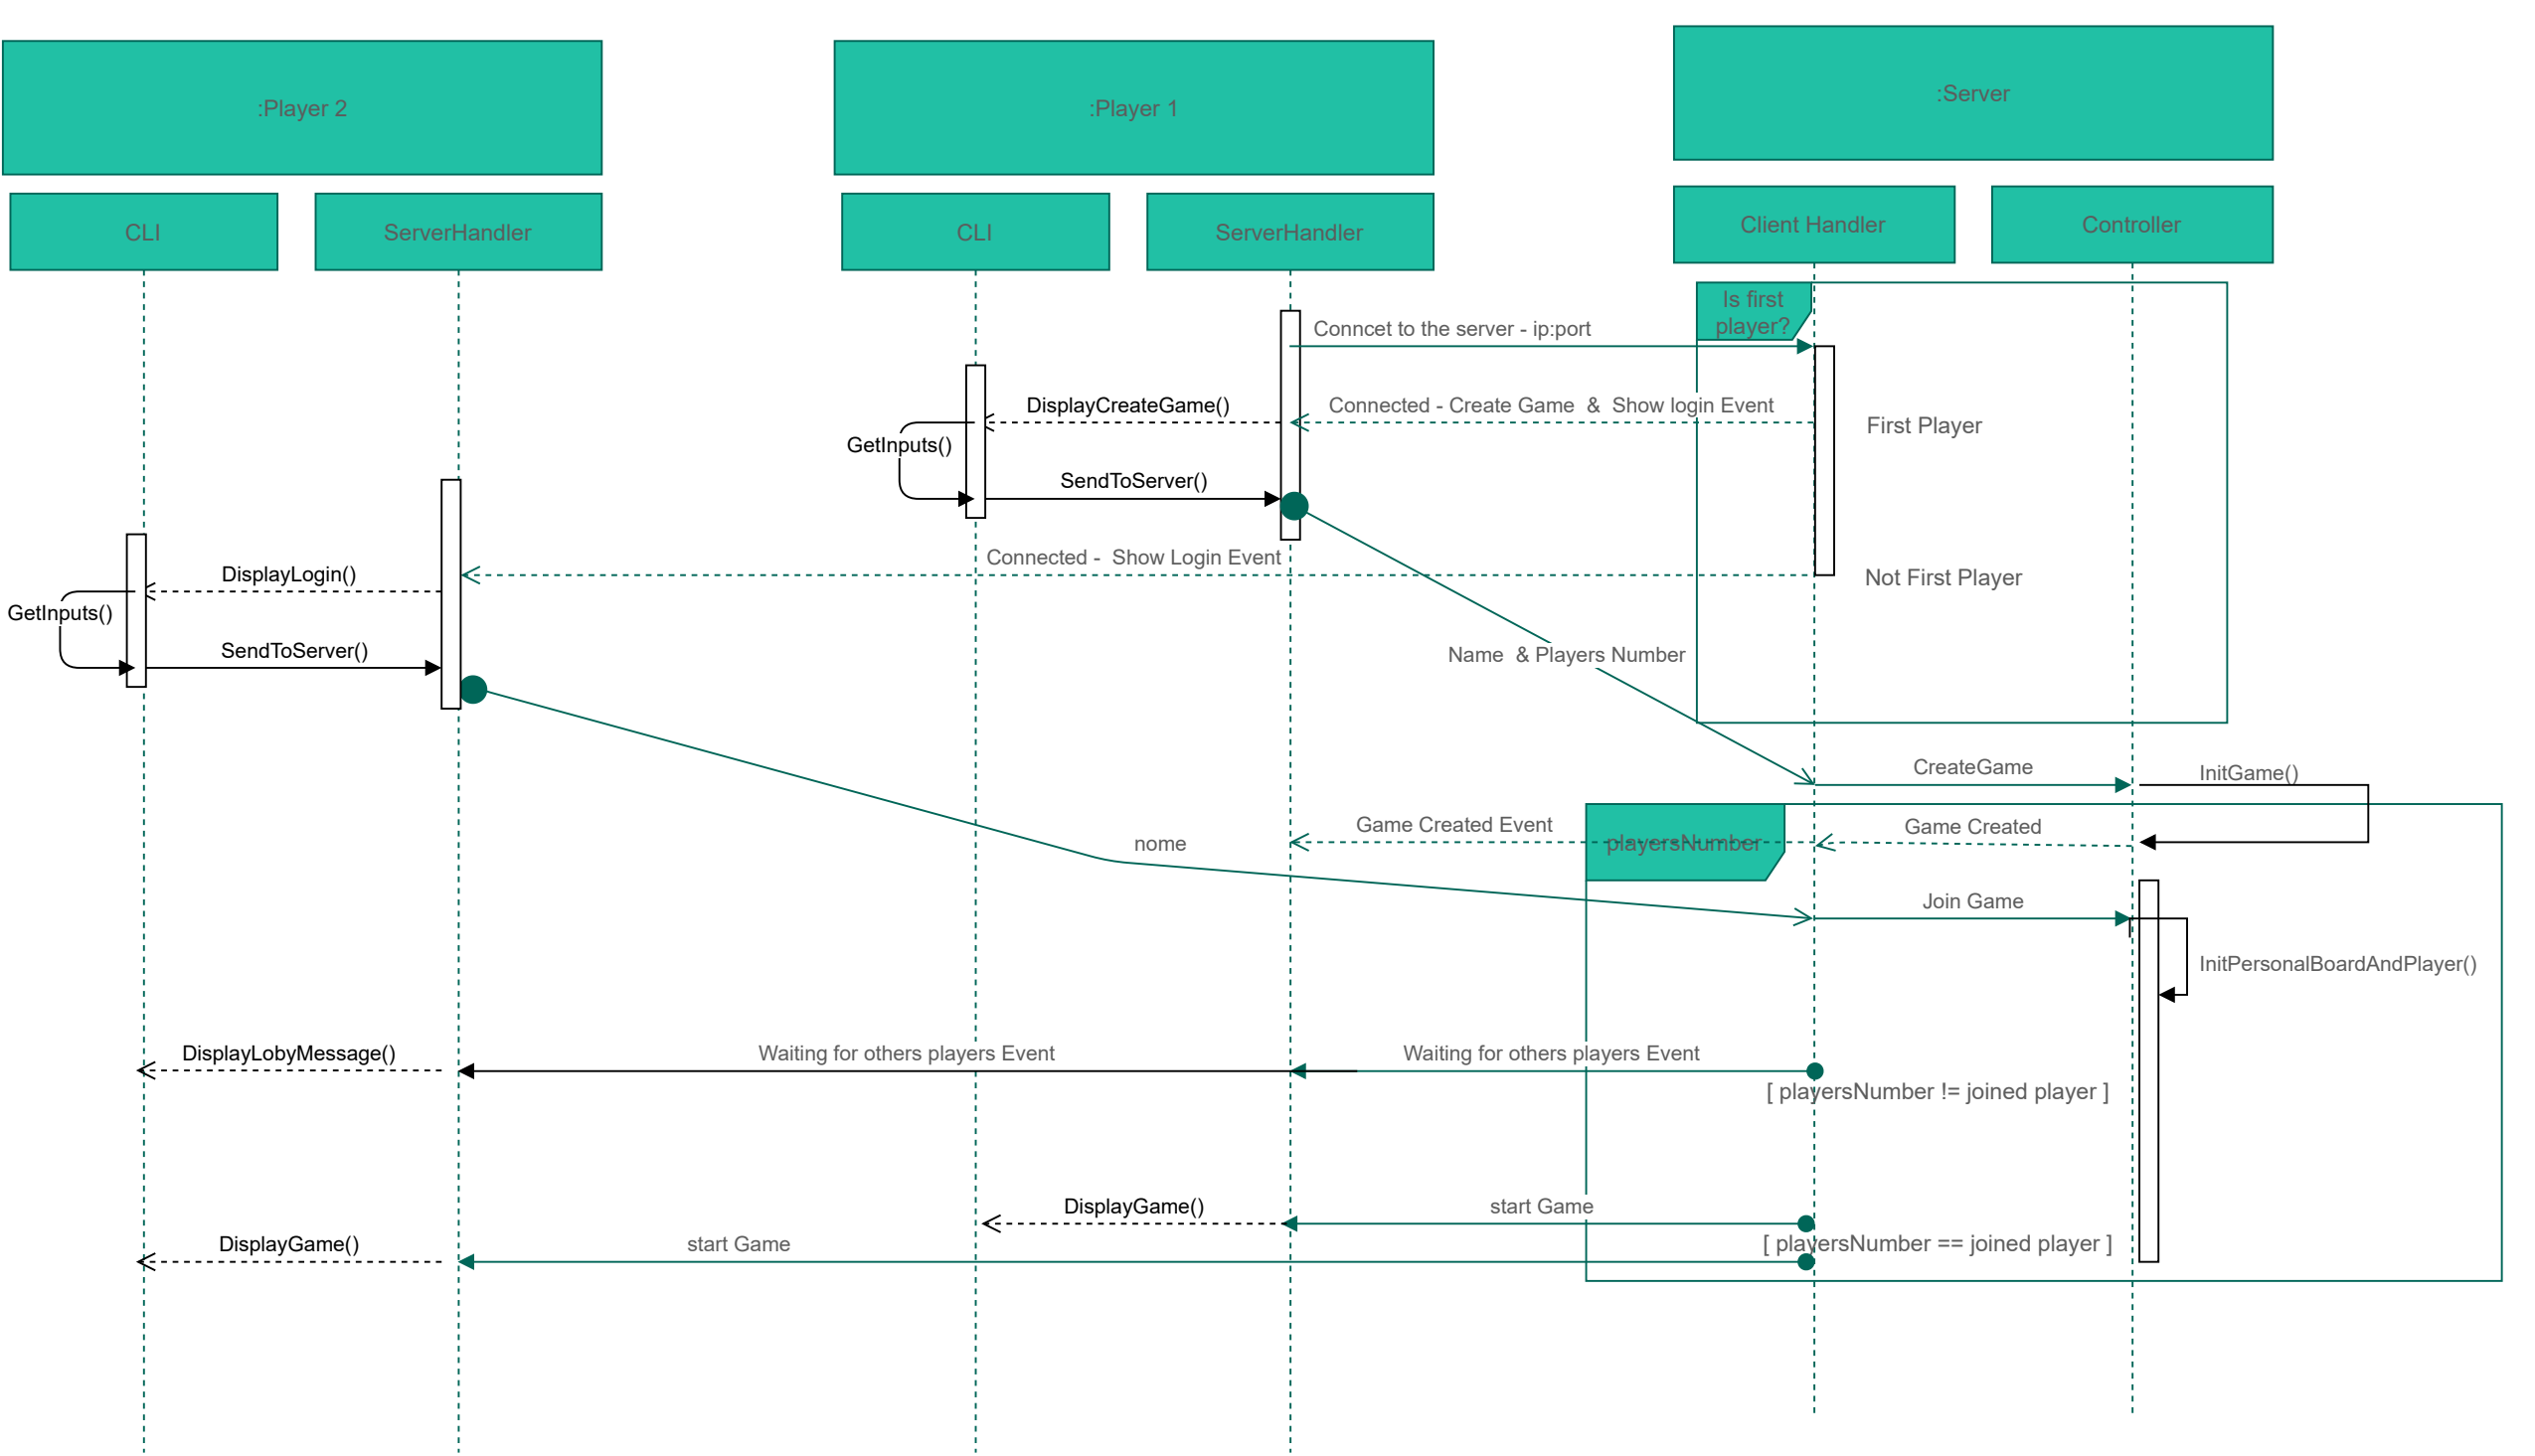 :Player 2
:Player 1
:Server
CLI
ServerHandler
CLI
ServerHandler
Client Handler
Controller
Is first
player?
Conncet to the server - ip:port
DisplayCreateGame()
Connected - Create Game  &  Show login Event
First Player
GetInputs()
SendToServer()
Connected -  Show Login Event
Not First Player
DisplayLogin()
GetInputs()
SendToServer()
Name  & Players Number
CreateGame
InitGame()
Game Created Event
playersNumber
Game Created
nome
Join Game
InitPersonalBoardAndPlayer()
DisplayLobyMessage()
Waiting for others players Event
Waiting for others players Event
[ playersNumber != joined player ]
DisplayGame()
start Game
DisplayGame()
start Game
[ playersNumber == joined player ]